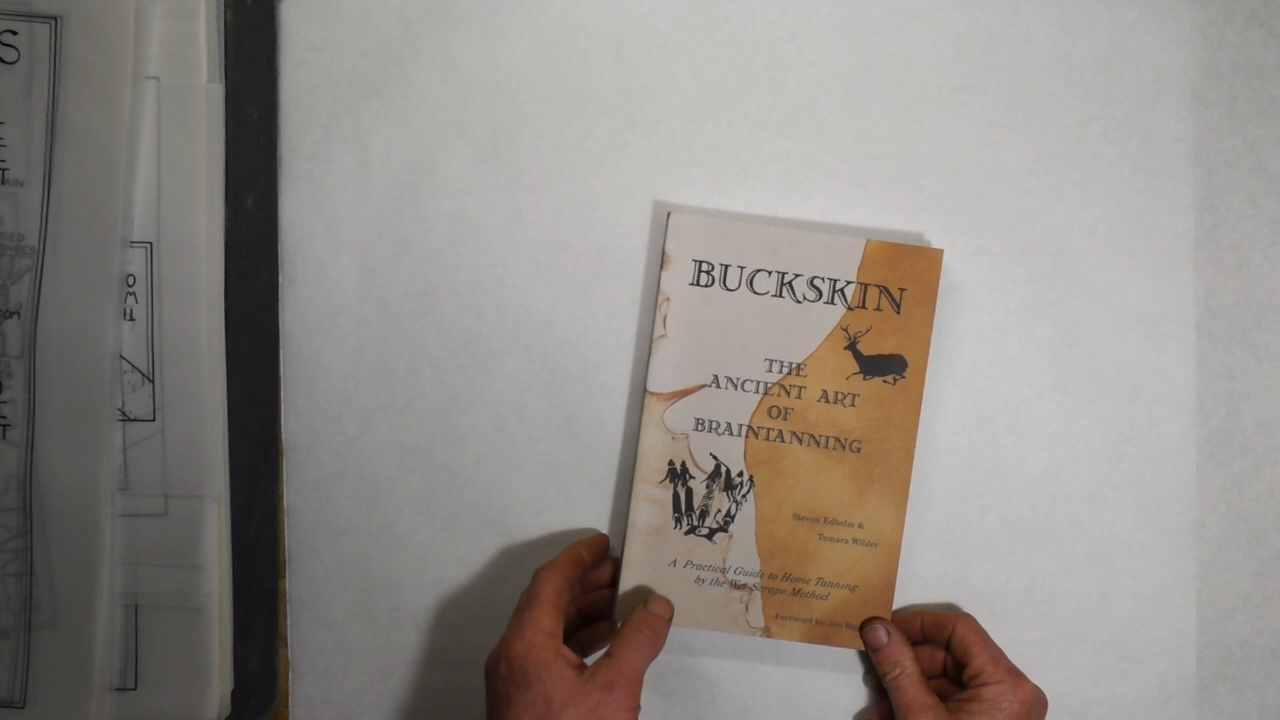 BUCKSKIN
THE
ANCIENT ART
OF
BRAINTANNING
Steven Edholm &
Tamara Wilder
A Practical Guide to Home Tanning
by the Wet-Scrape Method
Foreword by Jim
S
T
T